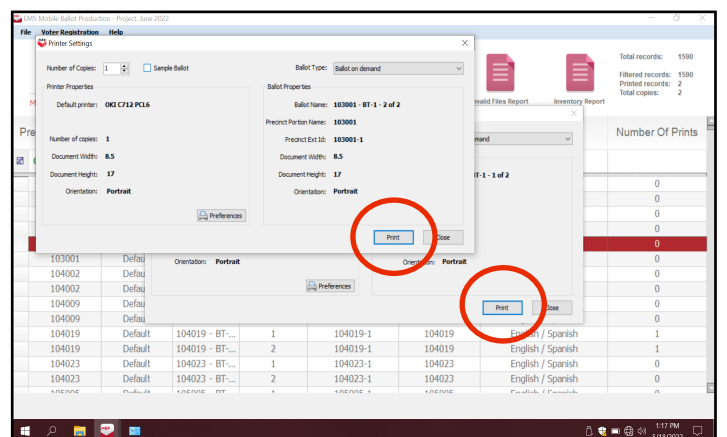 EMS Mobile Ballot Production - Project: June 2022
File Voter Registration Help
Printer Settings
Number of Copies: 1 Sample Ballot Ballot Type: Ballot on demand
Printer Properties Ballot Properties
Default printer: OKI C712 PCL6 Ballot Name: 103001 - BT-1 - 2 of 2
Precinct Portion Name: 103001
Number of copies: 1 Precinct Ext Id: 103001-1
Document Width: 8.5 Document Width: 8.5
Document Height: 17 Document Height: 17
Orientation: Portrait Orientation: Portrait
Preferences
Print Close
Total records: 1590
Filtered records: 1590
Printed records: 2
Total copies: 2
valid Files Report Inventory Report
M
Pre Number Of Prints
mand
BT-1 - 1 of 2
0
0
0
0
0
103001 Defau Orientation: Portrait Orientation: Portrait 0
104002 Defau 0
104002 Defau Preferences 0
104009 Defau Print Close 0
104009 Defau 0
104019 Default 104019 - BT-... 1 104019-1 104019 English / Spanish 1
104019 Default 104019 - BT-... 2 104019-1 104019 English / Spanish 1
104023 Default 104023 - BT-... 1 104023-1 104023 English / Spanish 0
104023 Default 104023 - BT-... 2 104023-1 104023 English / Spanish 0
1:17 PM
5/18/2022